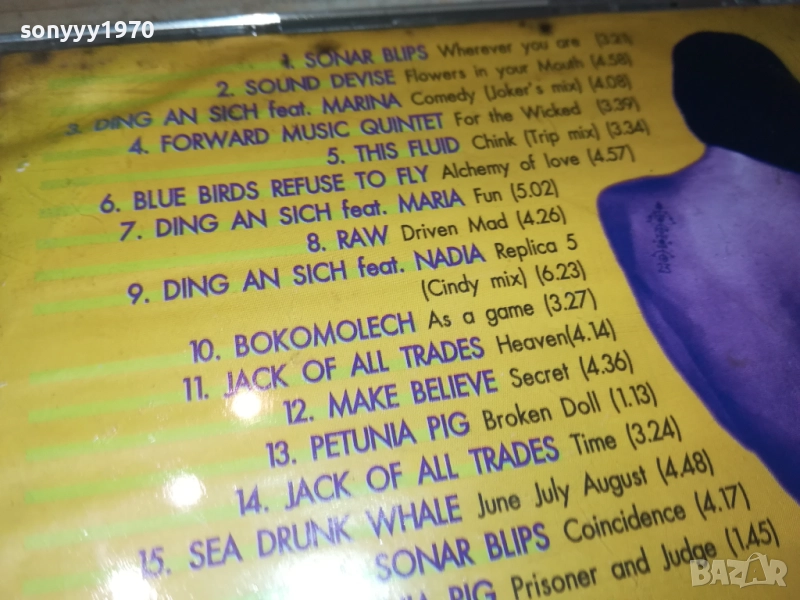 sonyyy1970
1. SONAR BLIPS Wherever you are (3.21)
2. SOUND DEVISE Flowers in your Mouth (4.58)
3. DING AN SICH feat. MARINA Comedy (Joker's mix) (4.08)
4. FORWARD MUSIC QUINTET For the Wicked (3.39)
5. THIS FLUID Chink (Trip mix) (3.34)
6. BLUE BIRDS REFUSE TO FLY Alchemy of love (4.57)
7. DING AN SICH feat. MARIA Fun (5.02)
8. RAW Driven Mad (4.26)
9. DING AN SICH feat. NADIA Replica 5
(Cindy mix) (6.23)
10. BOKOMOLECH As a game (3.27)
11. JACK OF ALL TRADES Heaven(4.14)
12. MAKE BELIEVE Secret (4.36)
13. PETUNIA PIG Broken Doll (1.13)
14. JACK OF ALL TRADES Time (3.24)
15. SEA DRUNK WHALE June July August (4.48)
SONAR BLIPS Coincidence (4.17)
PIG Prisoner and Judge (1.45)
BAZAR